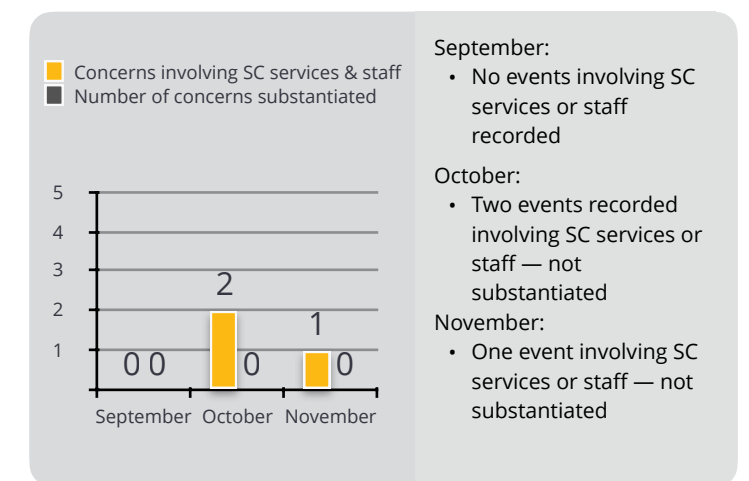 Concerns involving SC services & staff
Number of concerns substantiated
5
4
3
2
1
0 0
2
0
1
0
September October November
September:
• No events involving SC
services or staff
recorded
October:
• Two events recorded
involving SC services or
staff — not
substantiated
November:
• One event involving SC
services or staff — not
substantiated